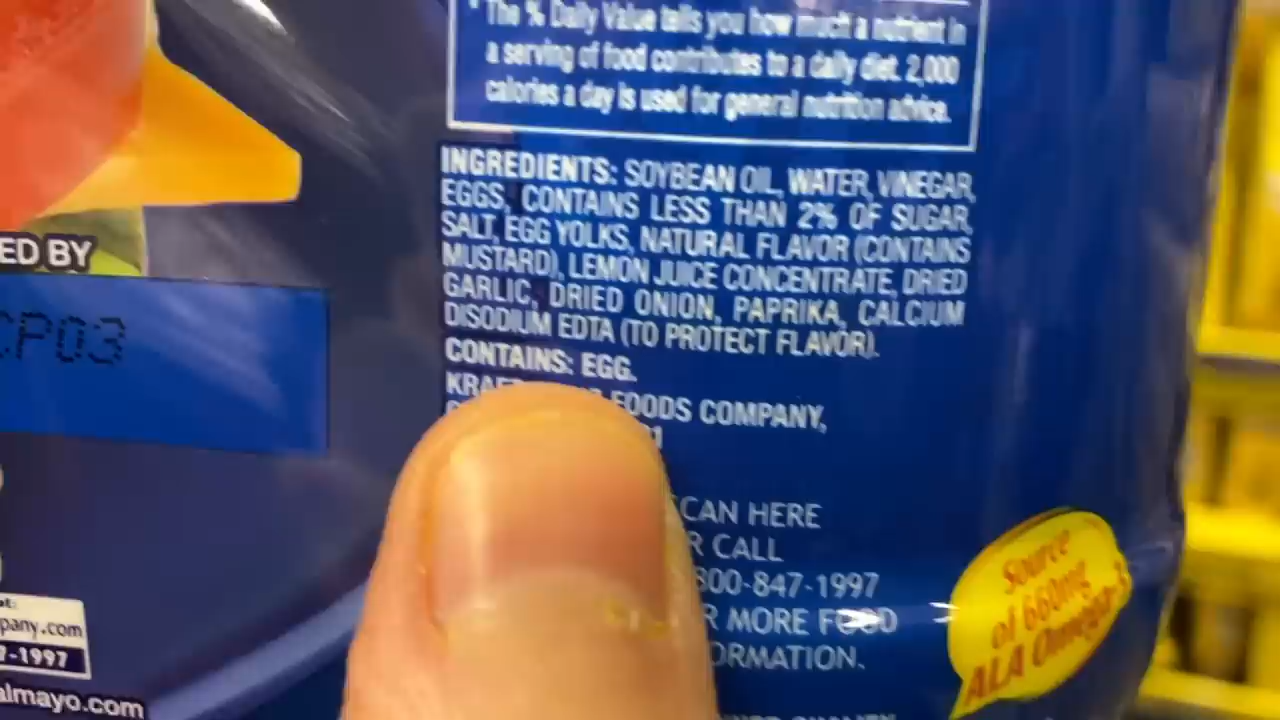 * The % Daily Value tells you how much a nutrient in
a serving of food contributes to a daily diet. 2,000
calories a day is used for general nutrition advice.
INGREDIENTS: SOYBEAN OIL, WATER, VINEGAR,
EGGS, CONTAINS LESS THAN 2% OF SUGAR,
SALT, EGG YOLKS, NATURAL FLAVOR (CONTAINS
MUSTARD), LEMON JUICE CONCENTRATE, DRIED
GARLIC, DRIED ONION, PAPRIKA, CALCIUM
DISODIUM EDTA (TO PROTECT FLAVOR).
CONTAINS: EGG.
FOODS COMPANY,
CAN HERE
R CALL
800-847-1997
R MORE FOOD
ORMATION.
ED BY
CP03
pany.com
7-1997
almayo.com
Source
of 660mg
ALA Omega-3